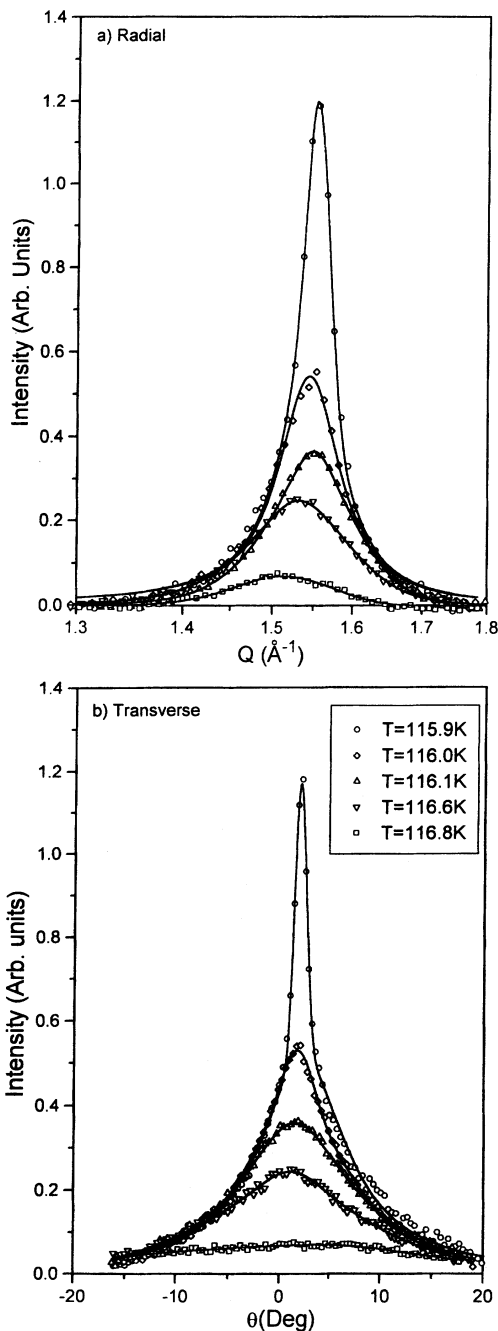 a) Radial
1.4
1.2
1.0
0.8
0.6
0.4
0.2
0.0
Intensity (Arb. Units)
1.3 1.4 1.5 1.6 1.7 1.8
Q (Å⁻¹)
b) Transverse
T=115.9K
T=116.0K
T=116.1K
T=116.6K
T=116.8K
1.4
1.2
1.0
0.8
0.6
0.4
0.2
0.0
Intensity (Arb. units)
-20 -10 0 10 20
θ(Deg)